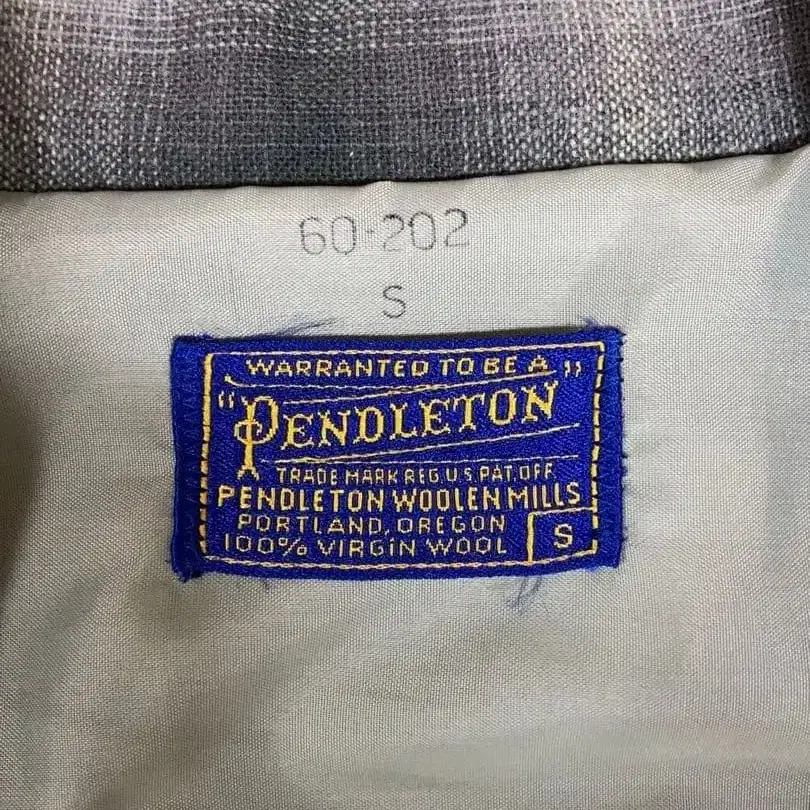 60-202
S
WARRANTED TO BE A
"PENDLETON"
TRADE MARK REG. U.S. PAT. OFF.
PENDLETON WOOLEN MILLS
PORTLAND, OREGON
100% VIRGIN WOOL S